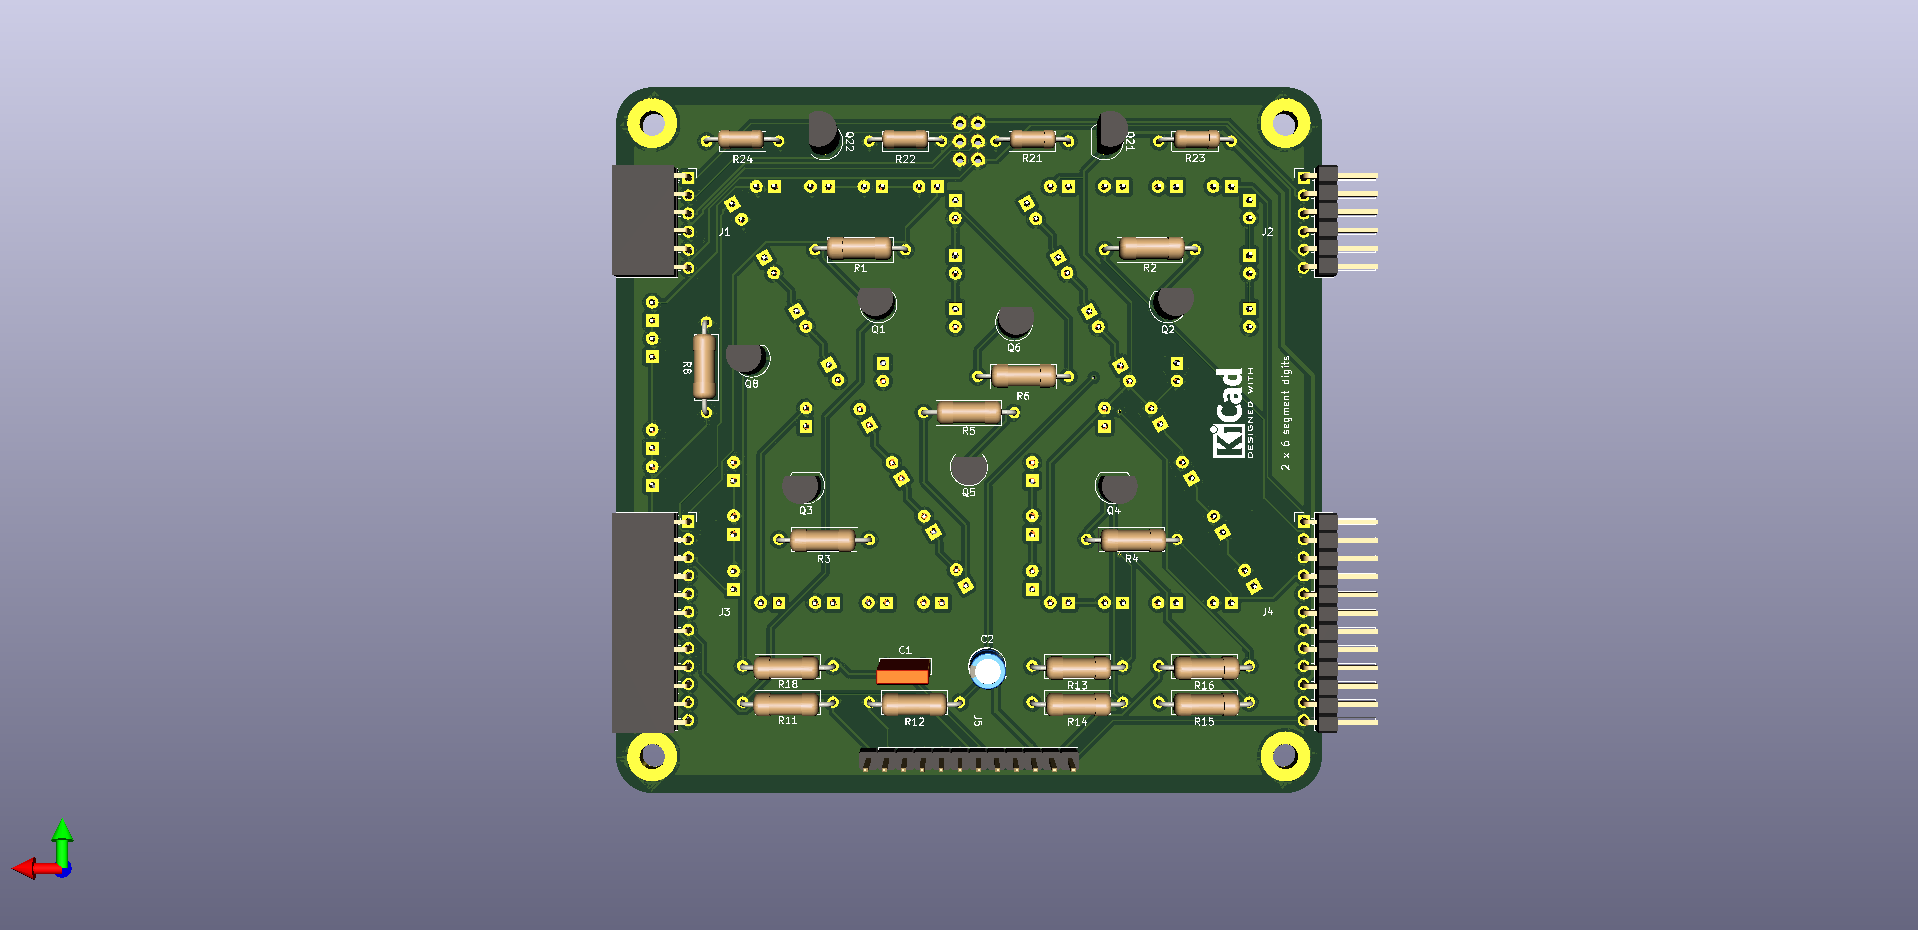 Q22
Q21
R24
R22
R21
R23
J1
J2
R1
R2
Q1
Q6
Q2
R8
Q8
R6
R5
KiCad
DESIGNED WITH
2 x 6 segment digits
Q5
Q3
Q4
R3
R4
J3
J4
C2
C1
R18
R13
R16
R11
R12
J5
R14
R15